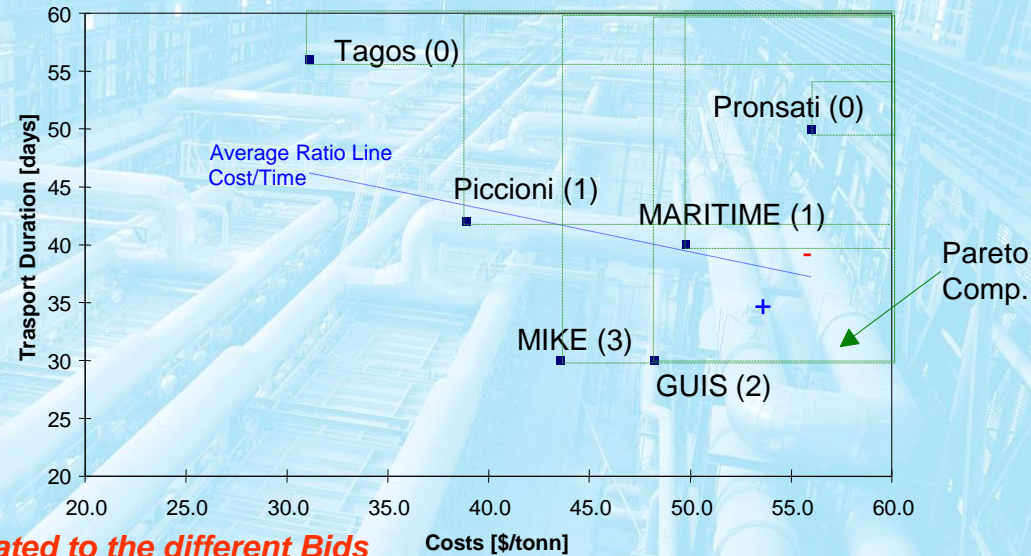 60
55
50
45
40
35
30
25
20
Trasport Duration [days]
Tagos (0)
Pronsati (0)
Average Ratio Line
Cost/Time
Piccioni (1)
MARITIME (1)
-
+
Pareto
Comp.
MIKE (3)
GUIS (2)
20.0 25.0 30.0 35.0 40.0 45.0 50.0 55.0 60.0
Costs [$/tonn]
ated to the different Bids